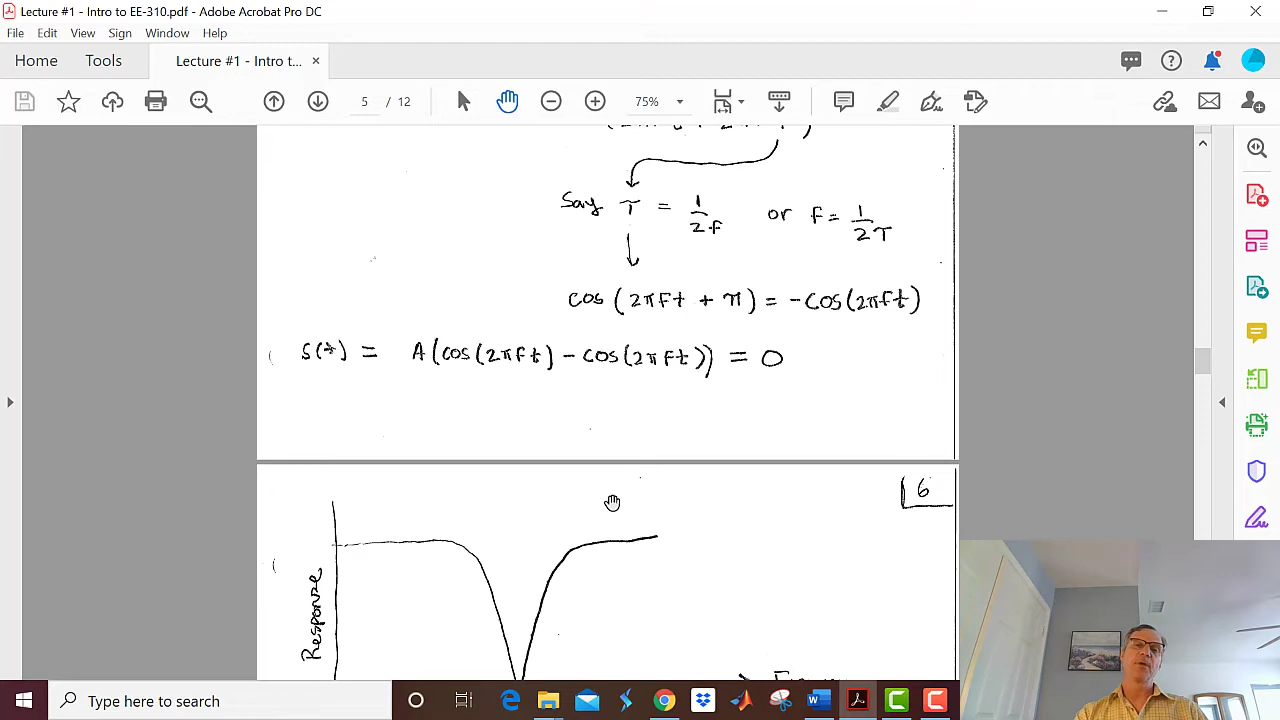 Lecture #1 - Intro to EE-310.pdf - Adobe Acrobat Pro DC
File Edit View Sign Window Help
Home Tools Lecture #1 - Intro t... ×
5 / 12 75%
Say τ = 1/2f or f = 1/2τ
cos (2πft + π) = -cos(2πft)
s(t) = A(cos(2πft) - cos(2πft)) = 0
6
Response
Type here to search